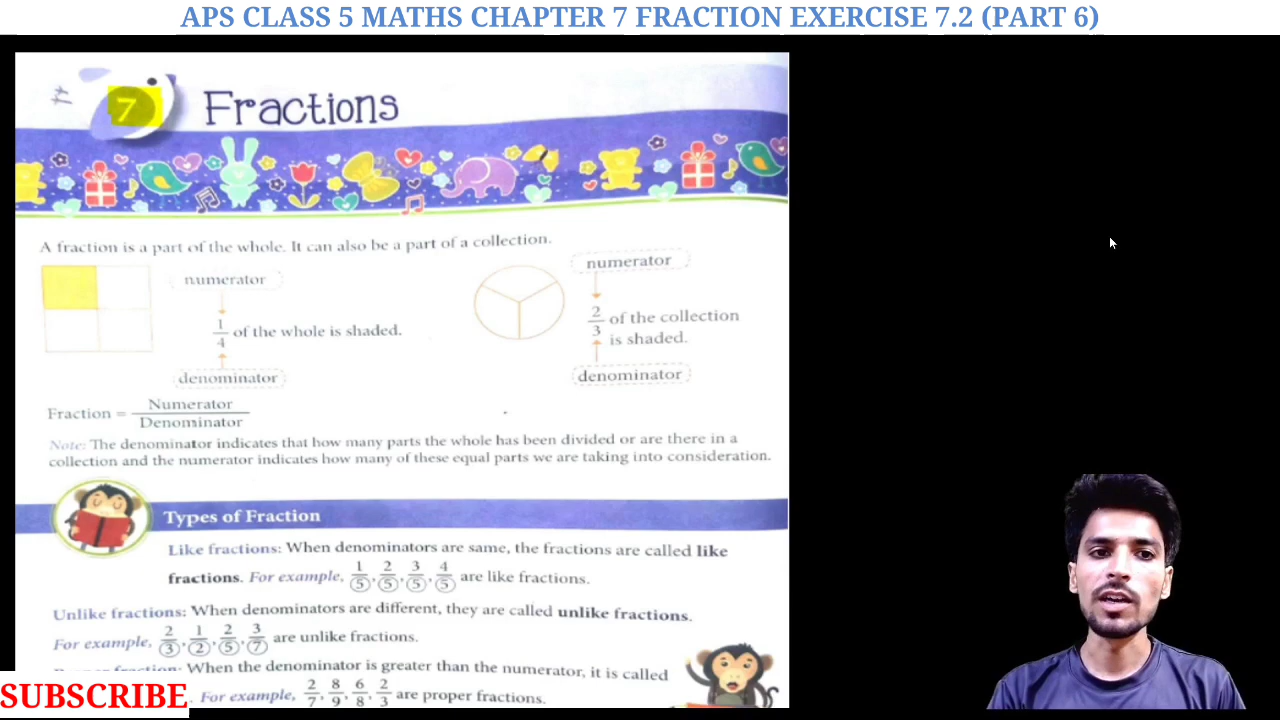 APS CLASS 5 MATHS CHAPTER 7 FRACTION EXERCISE 7.2 (PART 6)
7 Fractions
A fraction is a part of the whole. It can also be a part of a collection.
numerator
1/4 of the whole is shaded.
denominator
numerator
2/3 of the collection
is shaded.
denominator
Fraction = Numerator/Denominator
Note: The denominator indicates that how many parts the whole has been divided or are there in a
collection and the numerator indicates how many of these equal parts we are taking into consideration.
Types of Fraction
Like fractions: When denominators are same, the fractions are called like
fractions. For example, 1/5, 2/5, 3/5, 4/5 are like fractions.
Unlike fractions: When denominators are different, they are called unlike fractions.
For example, 2/3, 1/2, 2/5, 3/7 are unlike fractions.
fraction: When the denominator is greater than the numerator, it is called
For example, 2/7, 8/9, 6/8, 2/3 are proper fractions.
SUBSCRIBE